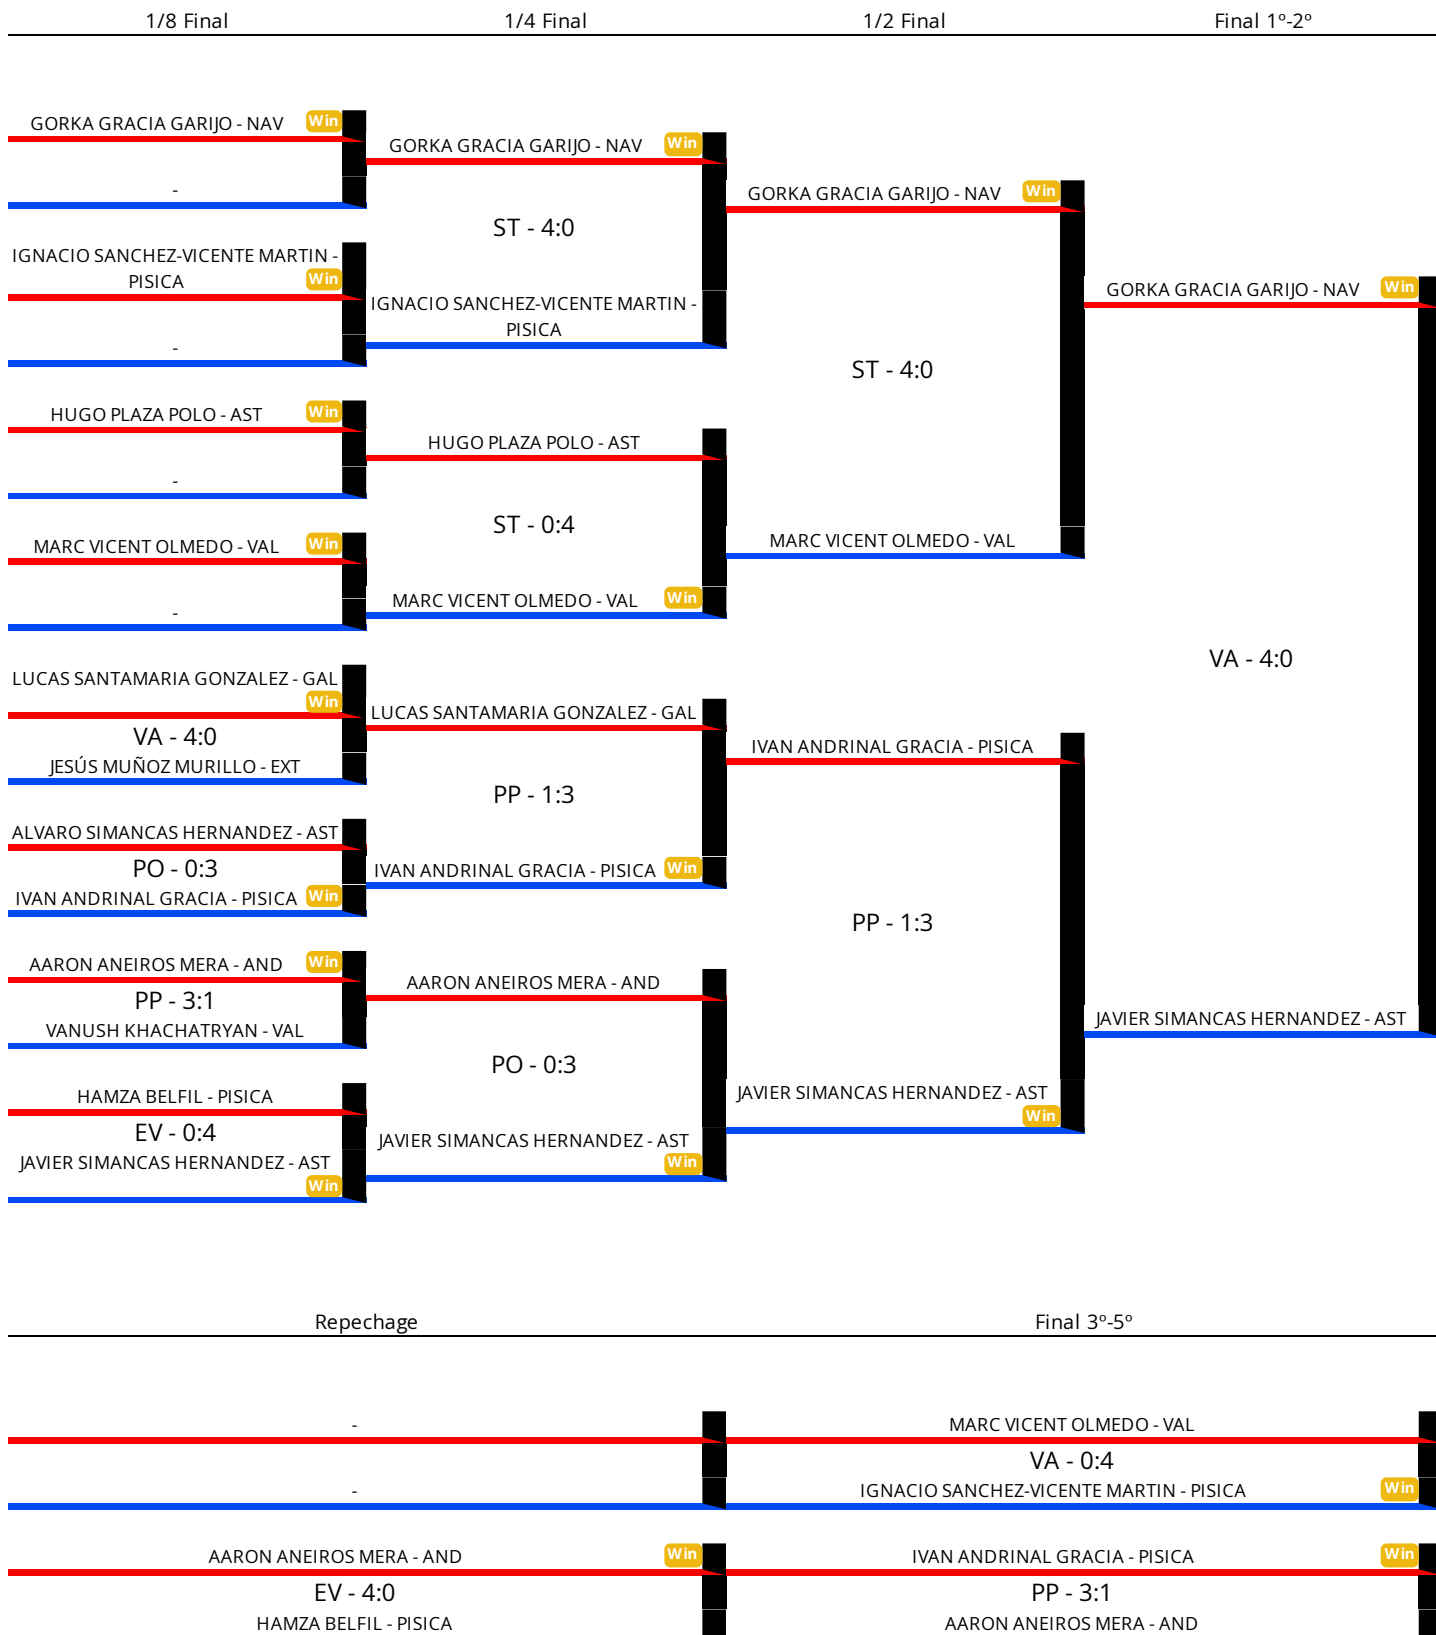 1/8 Final
1/4 Final
1/2 Final
Final 1º-2º
GORKA GRACIA GARIJO - NAV
Win
-
IGNACIO SANCHEZ-VICENTE MARTIN -
PISICA
Win
-
HUGO PLAZA POLO - AST
Win
-
MARC VICENT OLMEDO - VAL
Win
-
LUCAS SANTAMARIA GONZALEZ - GAL
Win
VA - 4:0
JESÚS MUÑOZ MURILLO - EXT
ALVARO SIMANCAS HERNANDEZ - AST
PO - 0:3
IVAN ANDRINAL GRACIA - PISICA
Win
AARON ANEIROS MERA - AND
Win
PP - 3:1
VANUSH KHACHATRYAN - VAL
HAMZA BELFIL - PISICA
EV - 0:4
JAVIER SIMANCAS HERNANDEZ - AST
Win
GORKA GRACIA GARIJO - NAV
Win
ST - 4:0
IGNACIO SANCHEZ-VICENTE MARTIN -
PISICA
HUGO PLAZA POLO - AST
ST - 0:4
MARC VICENT OLMEDO - VAL
Win
LUCAS SANTAMARIA GONZALEZ - GAL
PP - 1:3
IVAN ANDRINAL GRACIA - PISICA
Win
AARON ANEIROS MERA - AND
PO - 0:3
JAVIER SIMANCAS HERNANDEZ - AST
Win
GORKA GRACIA GARIJO - NAV
Win
ST - 4:0
MARC VICENT OLMEDO - VAL
IVAN ANDRINAL GRACIA - PISICA
PP - 1:3
JAVIER SIMANCAS HERNANDEZ - AST
Win
GORKA GRACIA GARIJO - NAV
Win
VA - 4:0
JAVIER SIMANCAS HERNANDEZ - AST
Repechage
Final 3º-5º
-
-
AARON ANEIROS MERA - AND
Win
EV - 4:0
HAMZA BELFIL - PISICA
MARC VICENT OLMEDO - VAL
VA - 0:4
IGNACIO SANCHEZ-VICENTE MARTIN - PISICA
Win
IVAN ANDRINAL GRACIA - PISICA
Win
PP - 3:1
AARON ANEIROS MERA - AND